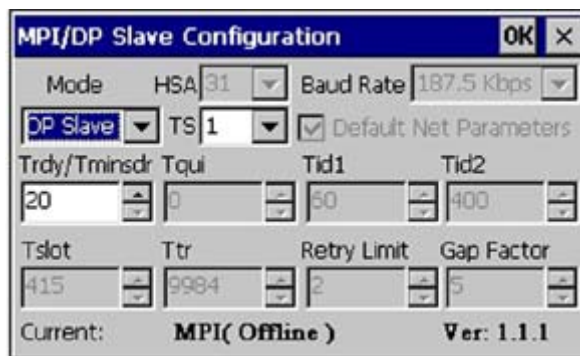 MPI/DP Slave Configuration OK ×
Mode HSA 31 Baud Rate 187.5 Kbps
DP Slave TS 1 Default Net Parameters
Trdy/Tminsdr Tqui Tid1 Tid2
20 0 60 400
Tslot Ttr Retry Limit Gap Factor
415 9984 2 5
Current: MPI( Offline ) Ver: 1.1.1